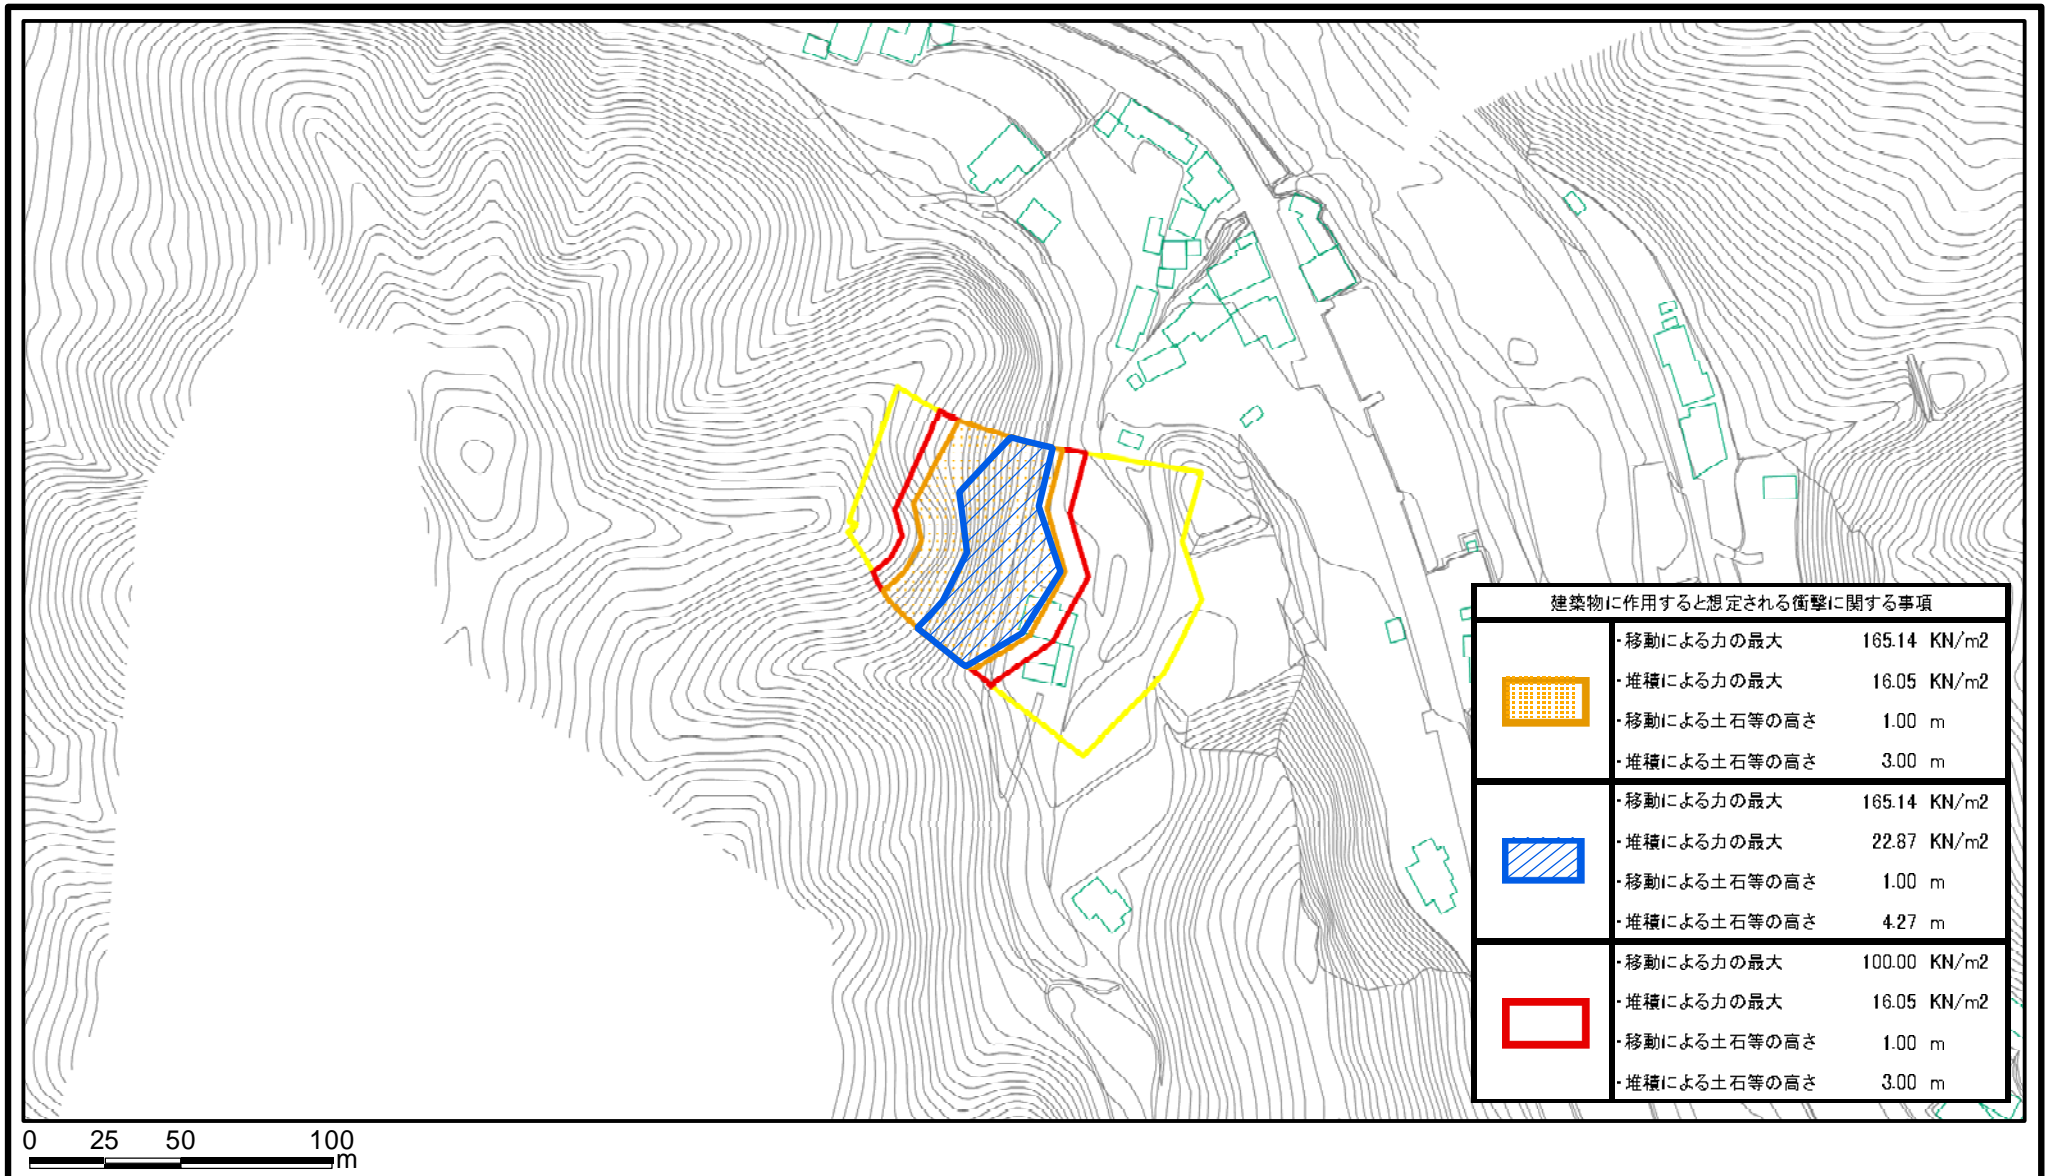 建築物に作用すると想定される衝撃に関する事項
・移動による力の最大 165.14 KN/m2
・堆積による力の最大 16.05 KN/m2
・移動による土石等の高さ 1.00 m
・堆積による土石等の高さ 3.00 m
・移動による力の最大 165.14 KN/m2
・堆積による力の最大 22.87 KN/m2
・移動による土石等の高さ 1.00 m
・堆積による土石等の高さ 4.27 m
・移動による力の最大 100.00 KN/m2
・堆積による力の最大 16.05 KN/m2
・移動による土石等の高さ 1.00 m
・堆積による土石等の高さ 3.00 m
0 25 50 100
m